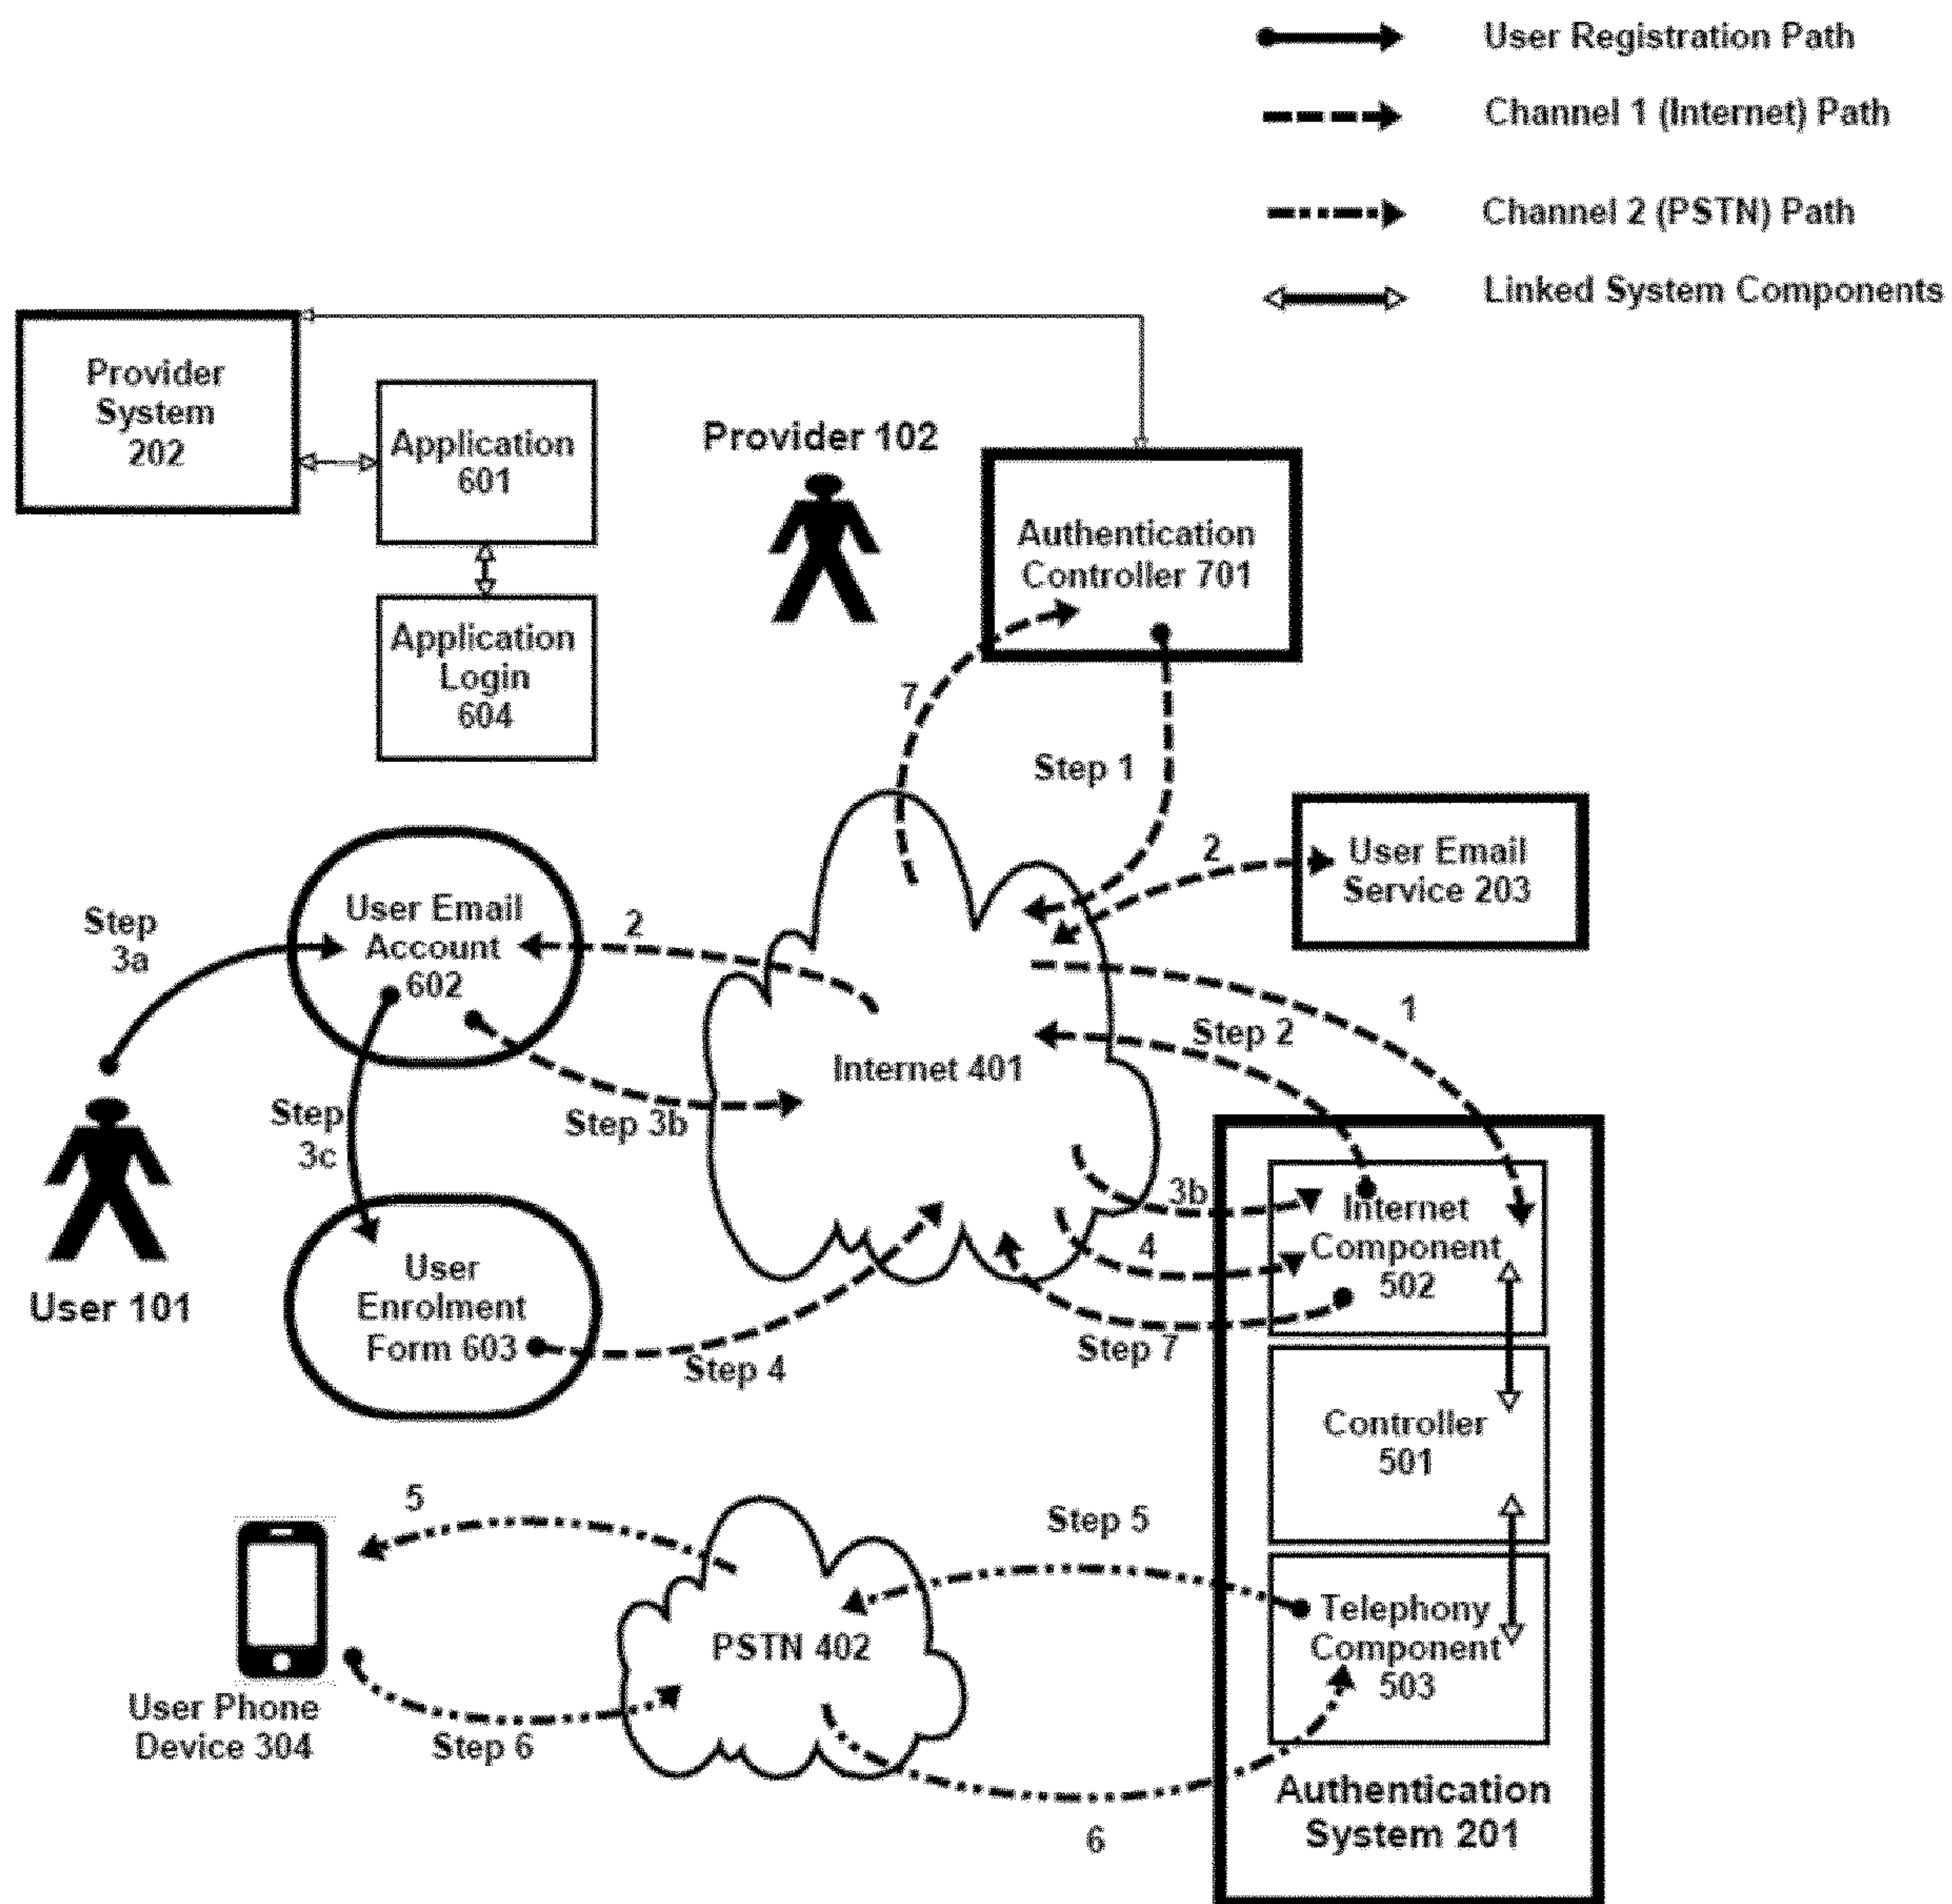 User Registration Path
Channel 1 (Internet) Path
Channel 2 (PSTN) Path
Linked System Components
Provider
System
202
Application
601
Provider 102
Authentication
Controller 701
Application
Login
604
7
Step 1
2
User Email
Service 203
Step
3a
User Email
Account
602
2
1
Step 2
Internet 401
Step
3c
Step 3b
3b
Internet
Component
502
4
User 101
User
Enrolment
Form 603
Step 4
Step 7
Controller
501
5
Step 5
Telephony
Component
503
PSTN 402
User Phone
Device 304
Step 6
6
Authentication
System 201